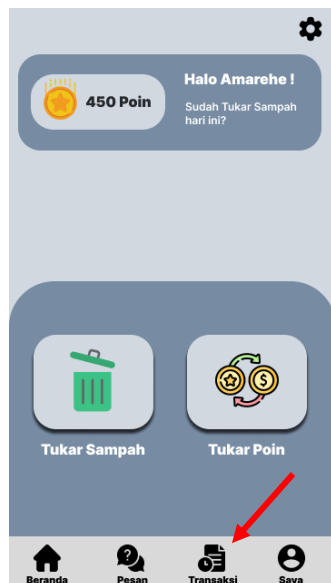 450 Poin
Halo Amarehe !
Sudah Tukar Sampah
hari ini?
Tukar Sampah
Tukar Poin
Beranda
Pesan
Transaksi
Saya